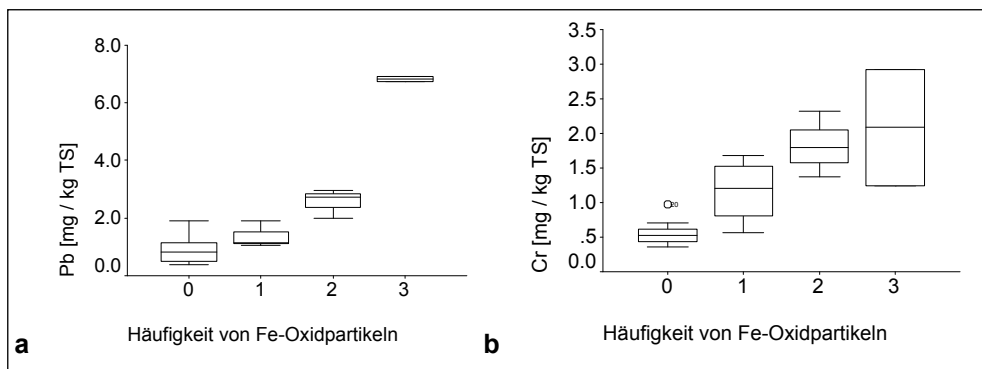 8.0
6.0
4.0
2.0
0.0
Pb [mg / kg TS]
0 1 2 3
Häufigkeit von Fe-Oxidpartikeln
a
3.5
3.0
2.5
2.0
1.5
1.0
.5
0.0
Cr [mg / kg TS]
20
0 1 2 3
Häufigkeit von Fe-Oxidpartikeln
b